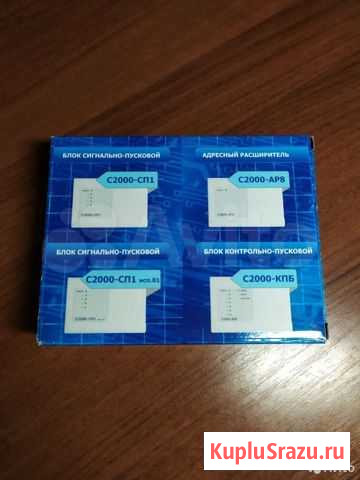 БЛОК СИГНАЛЬНО-ПУСКОВОЙ
С2000-СП1
АДРЕСНЫЙ РАСШИРИТЕЛЬ
С2000-АР8
БЛОК СИГНАЛЬНО-ПУСКОВОЙ
С2000-СП1 исп.01
БЛОК КОНТРОЛЬНО-ПУСКОВОЙ
С2000-КПБ
KupluSrazu.ru